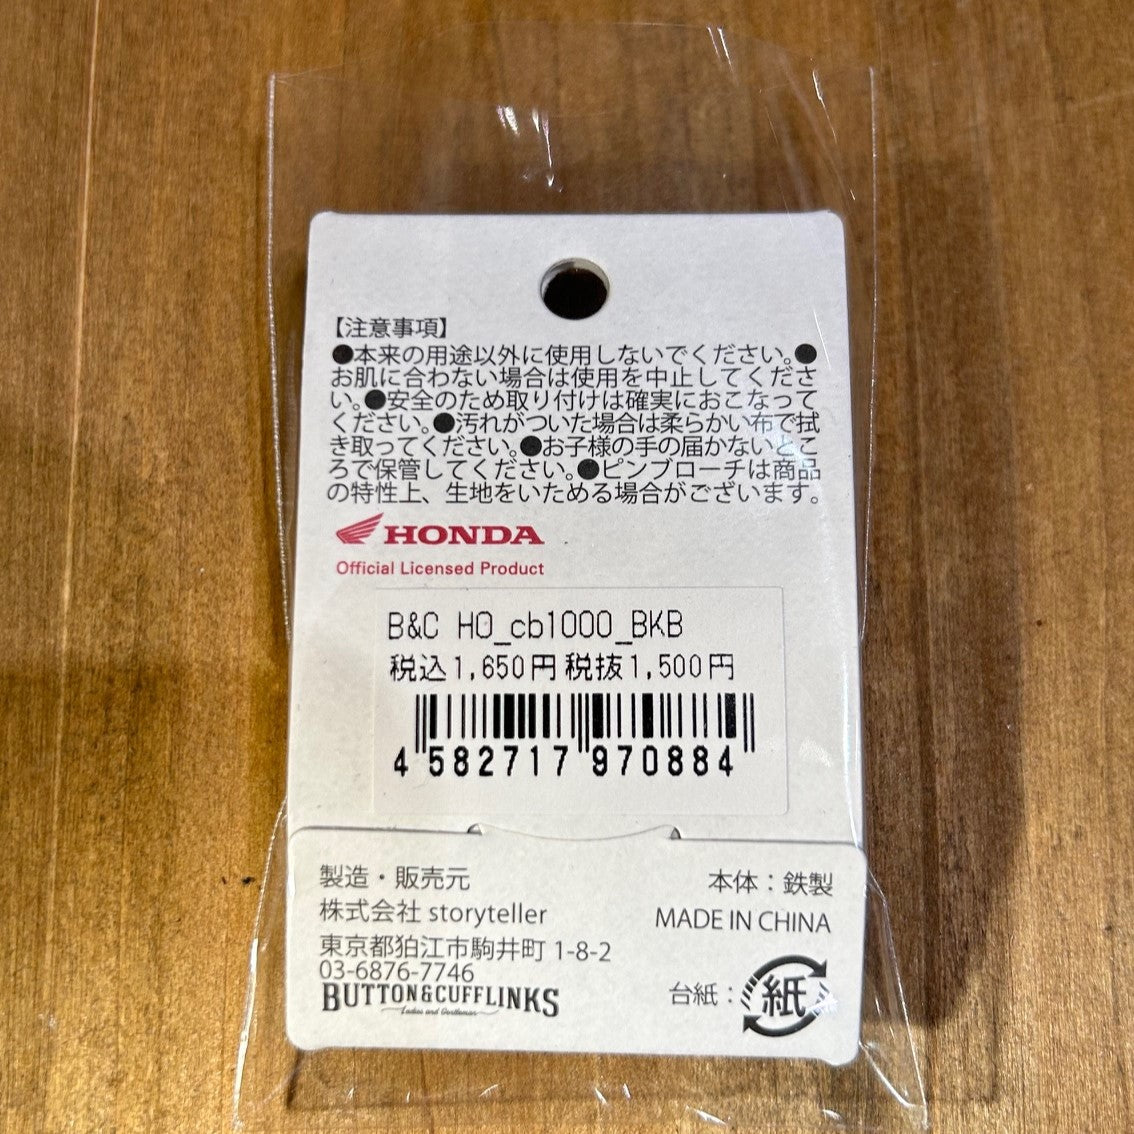 【注意事項】
●本来の用途以外に使用しないでください。●
お肌に合わない場合は使用を中止してくださ
い。●安全のため取り付けは確実におこなって
ください。●汚れがついた場合は柔らかい布で拭
き取ってください。●お子様の手の届かないとこ
ろで保管してください。●ピンブローチは商品
の特性上、生地をいためる場合がございます。
HONDA
Official Licensed Product
B&C HO_cb1000_BKB
税込1,650円税抜1,500円
4 582717 970884
製造・販売元
本体：鉄製
株式会社 storyteller
MADE IN CHINA
東京都狛江市駒井町 1-8-2
03-6876-7746
台紙：紙
BUTTON&CUFFLINKS
Ladies and Gentleman